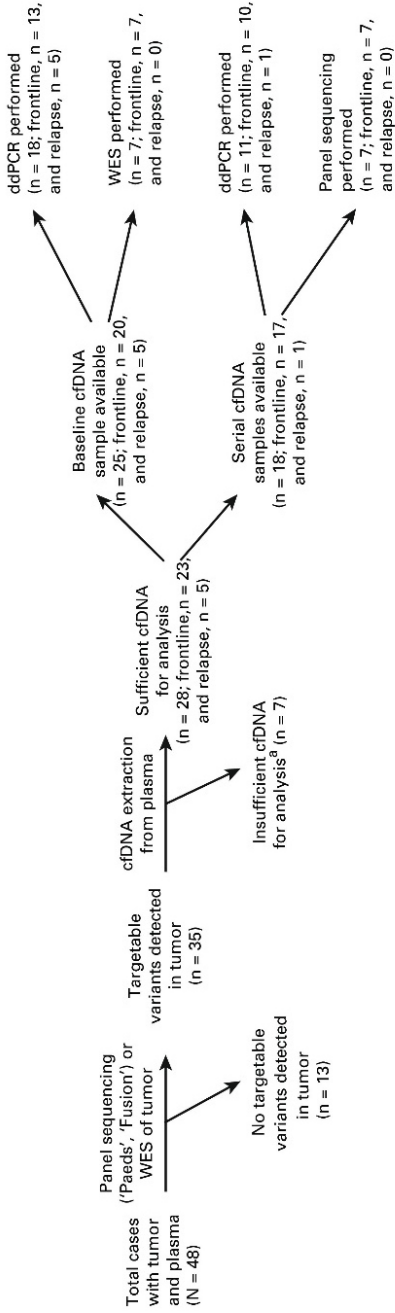 Total cases
with tumor
and plasma
(N = 48)
Panel sequencing
('Paeds', 'Fusion') or
WES of tumor
No targetable
variants detected
in tumor
(n = 13)
Targetable
variants detected
in tumor
(n = 35)
cfDNA extraction
from plasma
Insufficient cfDNA
for analysisª (n = 7)
Sufficient cfDNA
for analysis
(n = 28; frontline,n = 23,
and relapse, n = 5)
Baseline cfDNA
sample available
(n = 25; frontline, n = 20,
and relapse, n = 5)
ddPCR performed
(n = 18; frontline, n = 13,
and relapse, n = 5)
WES performed
(n = 7; frontline, n = 7,
and relapse, n = 0)
Serial cfDNA
samples available
(n = 18; frontline, n = 17,
and relapse, n = 1)
ddPCR performed
(n = 11; frontline, n = 10,
and relapse, n = 1)
Panel sequencing
performed
(n = 7; frontline, n = 7,
and relapse, n = 0)